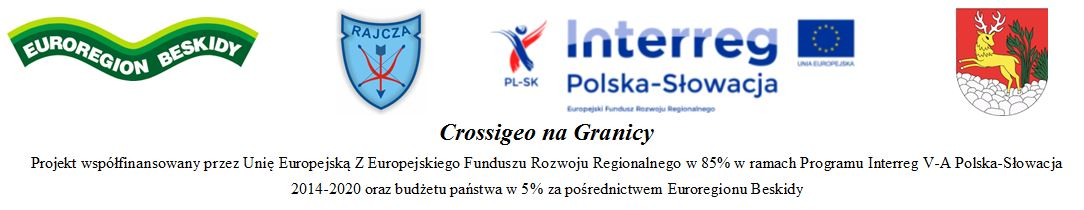 EUROREGION BESKIDY
RAJCZA
PL-SK
Interreg
Polska-Słowacja
Europejski Fundusz Rozwoju Regionalnego
UNIA EUROPEJSKA
Crossigeo na Granicy
Projekt współfinansowany przez Unię Europejską Z Europejskiego Funduszu Rozwoju Regionalnego w 85% w ramach Programu Interreg V-A Polska-Słowacja
2014-2020 oraz budżetu państwa w 5% za pośrednictwem Euroregionu Beskidy